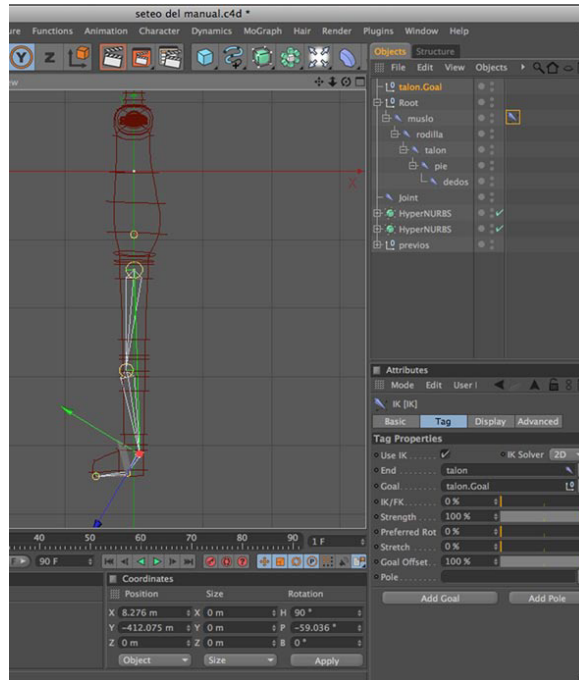 seteo del manual.c4d *
Functions Animation Character Dynamics MoGraph Hair Render Plugins Window Help
Y Z
Objects Structure
File Edit View Objects
talon.Goal
Root
muslo
rodilla
talon
pie
dedos
Joint
HyperNURBS
HyperNURBS
previos
X
Attributes
Mode Edit User
IK [IK]
Basic Tag Display Advanced
Tag Properties
Use IK IK Solver 2D
End talon
Goal talon.Goal
IK/FK 0 %
Strength 100 %
Preferred Rot 0 %
Stretch 0 %
Goal Offset 100 %
Pole
Add Goal Add Pole
40 50 60 70 80 90 1 F
90 F
Coordinates
Position Size Rotation
X 8.276 m X 0 m H 90 °
Y -412.075 m Y 0 m P -59.036 °
Z 0 m Z 0 m B 0 °
Object Size Apply